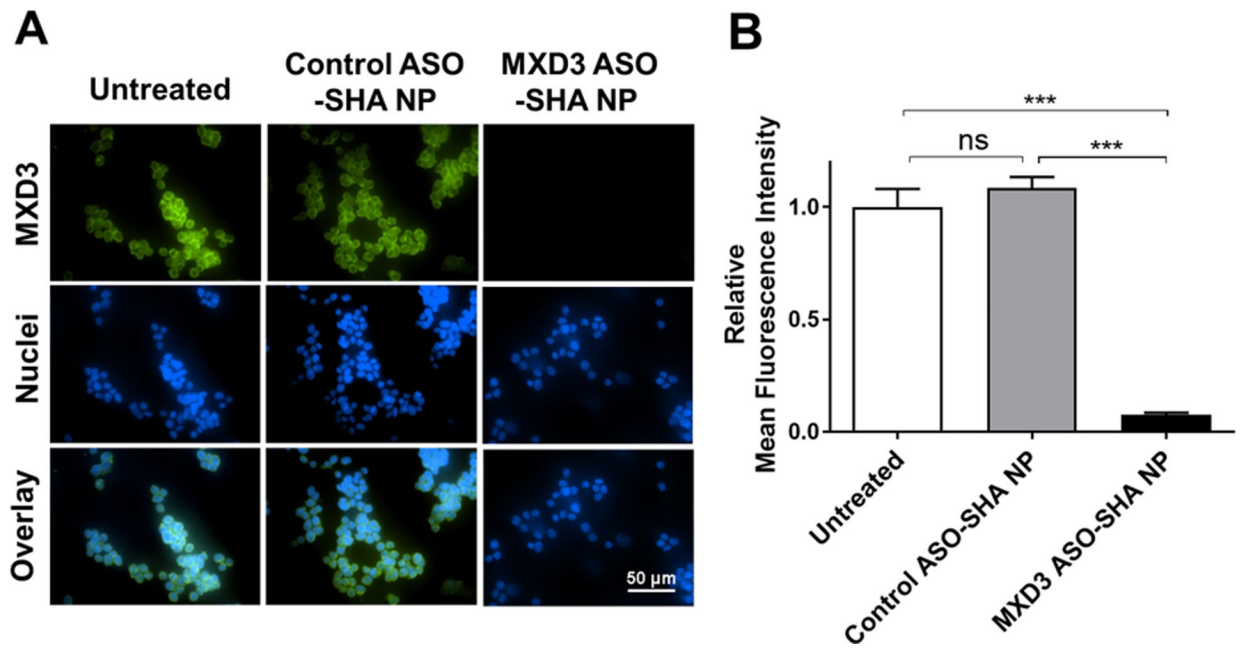 A
Untreated
Control ASO
-SHA NP
MXD3 ASO
-SHA NP
MXD3
Nuclei
Overlay
50 µm
B
***
ns
***
Relative
Mean Fluorescence Intensity
1.0
0.5
0.0
Untreated
Control ASO-SHA NP
MXD3 ASO-SHA NP